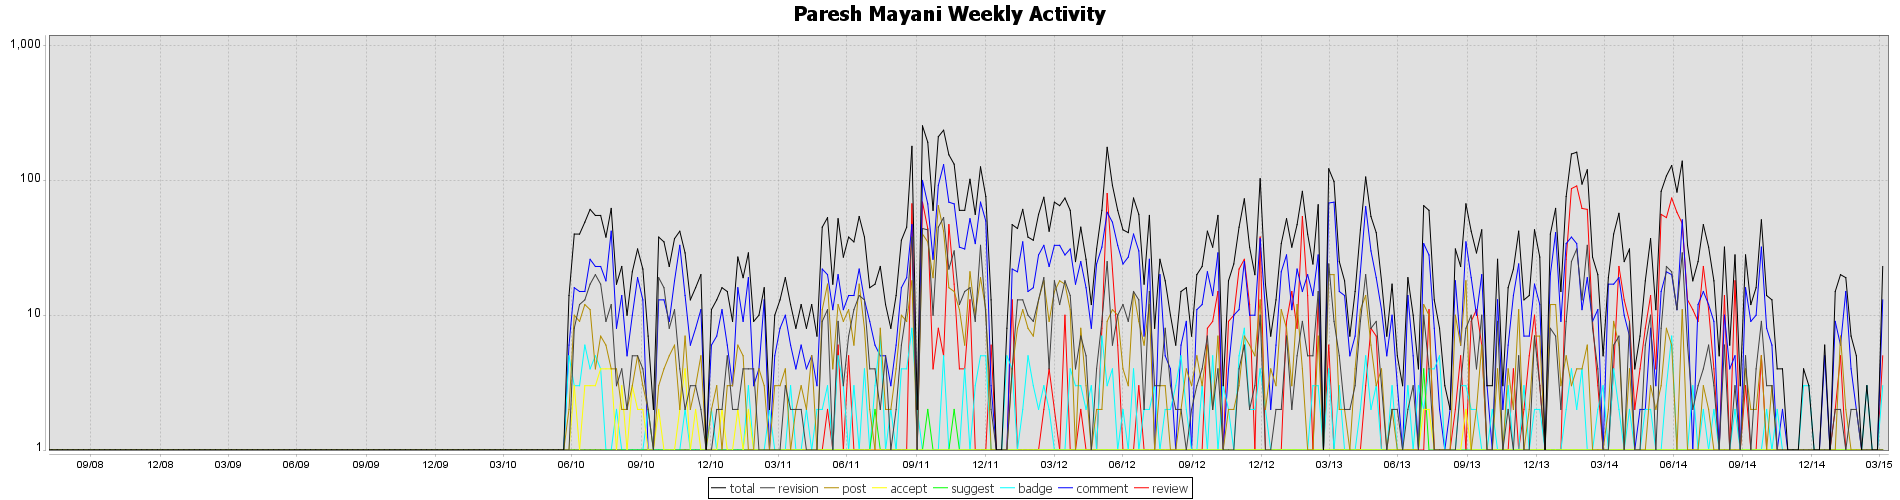 Paresh Mayani Weekly Activity
1,000
100
10
1
09/08 12/08 03/09 06/09 09/09 12/09 03/10 06/10 09/10 12/10 03/11 06/11 09/11 12/11 03/12 06/12 09/12 12/12 03/13 06/13 09/13 12/13 03/14 06/14 09/14 12/14 03/15
total revision post accept suggest badge comment review